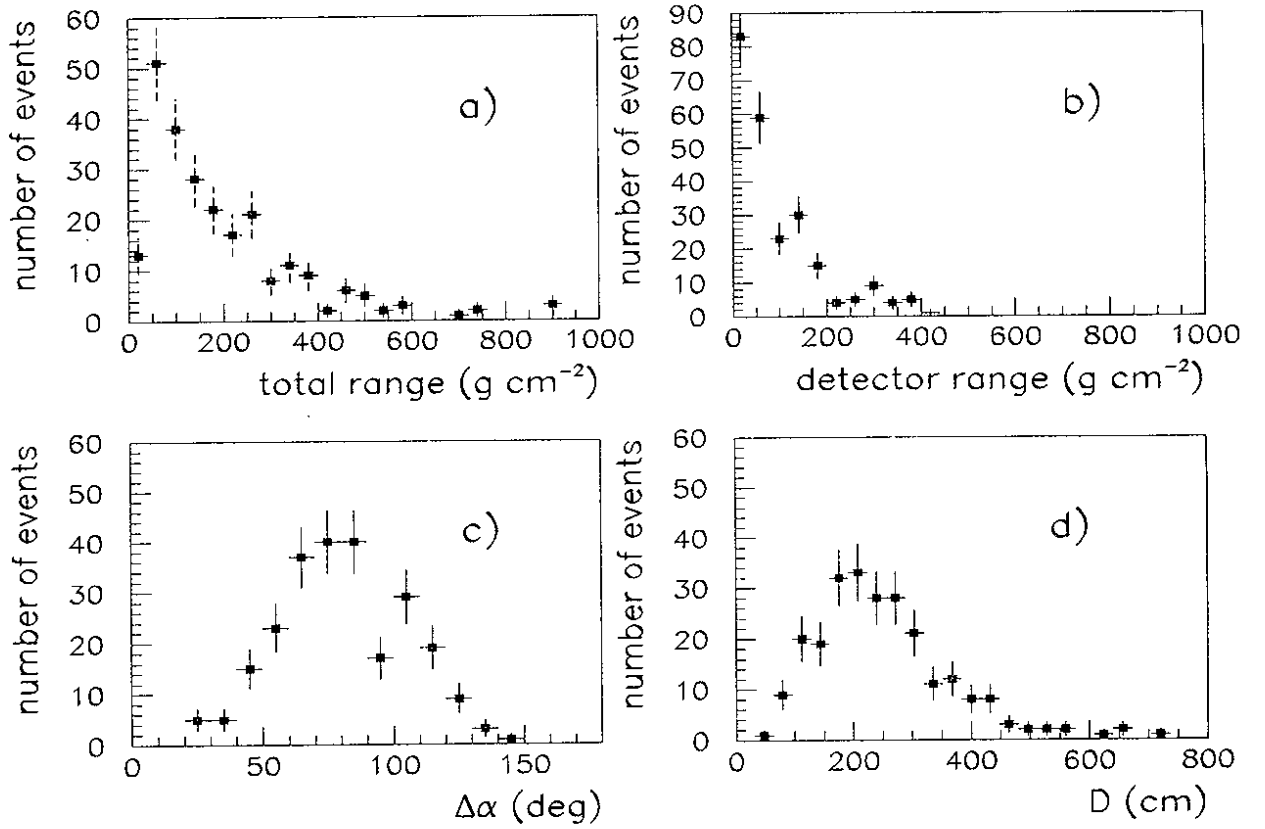 60
50
40
30
20
10
0
number of events
a)
0 200 400 600 800 1000
total range (g cm⁻²)
90
80
70
60
50
40
30
20
10
0
number of events
b)
0 200 400 600 800 1000
detector range (g cm⁻²)
60
50
40
30
20
10
0
number of events
c)
0 50 100 150
Δα (deg)
60
50
40
30
20
10
0
number of events
d)
0 200 400 600 800
D (cm)